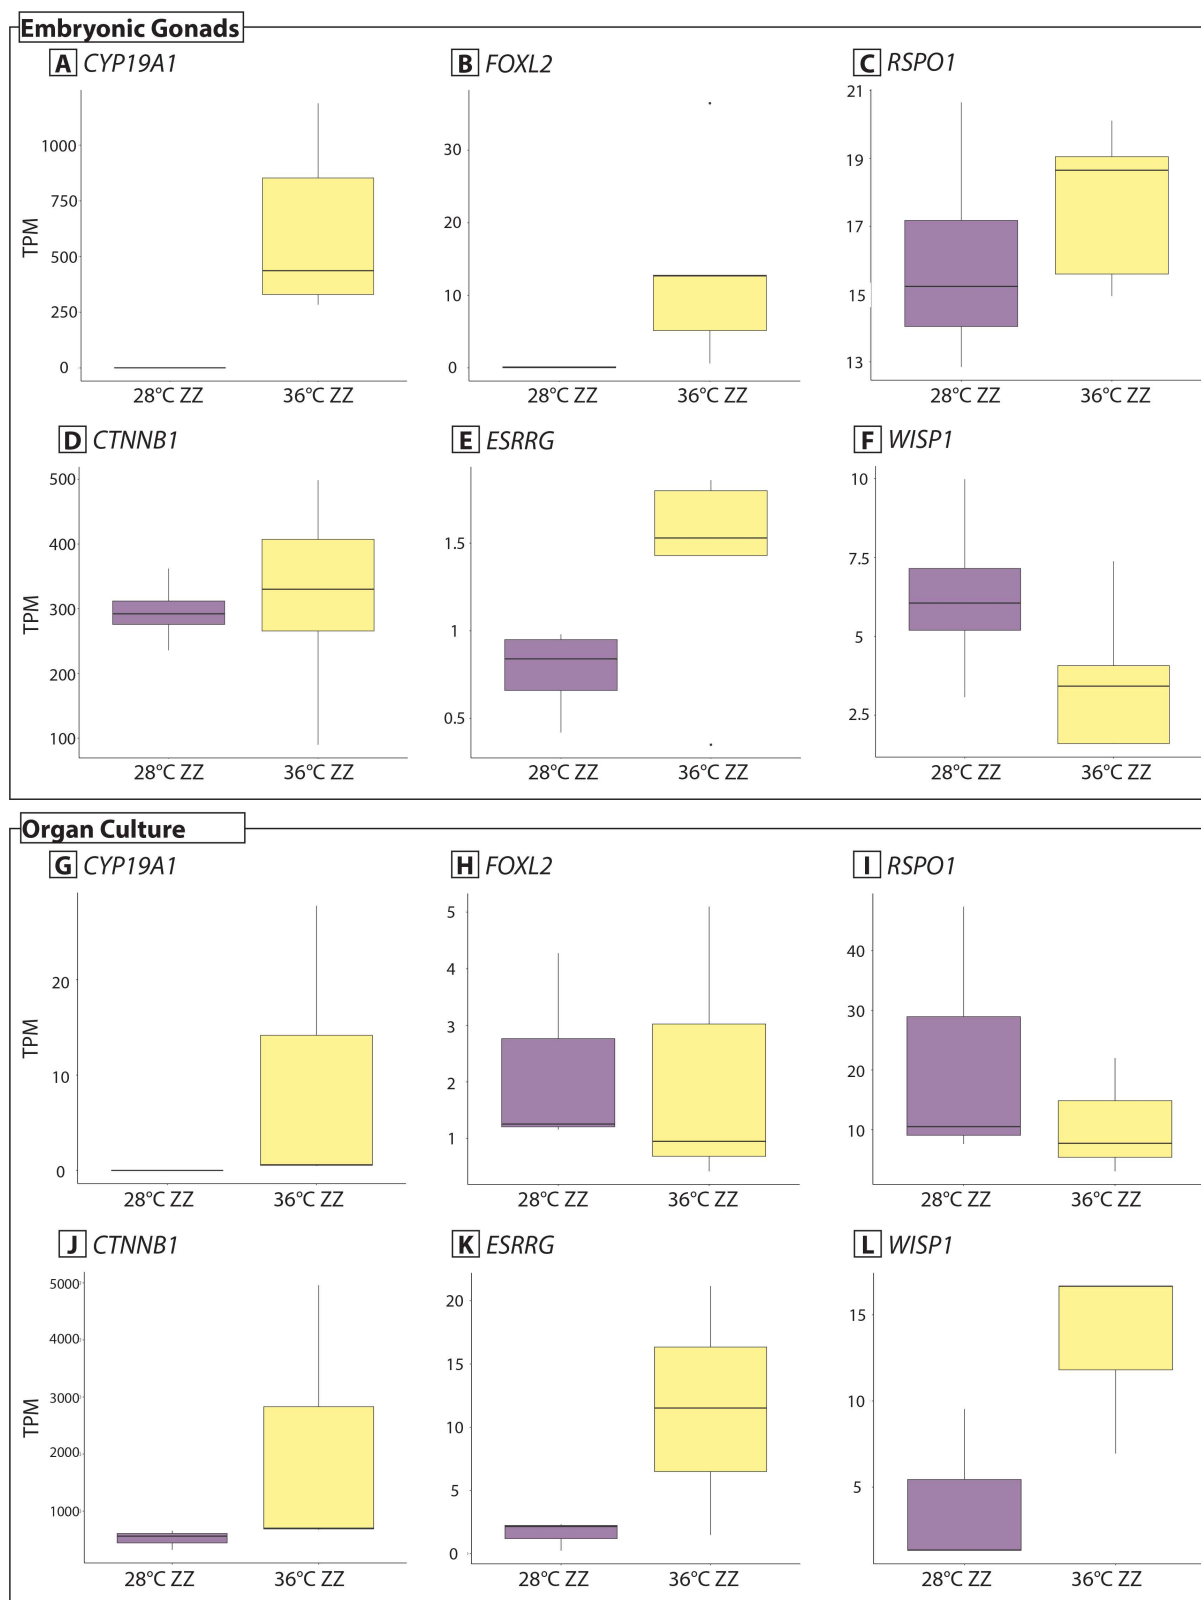 Embryonic Gonads
A CYP19A1
B FOXL2
C RSPO1
TPM
1000
750
500
250
0
28°C ZZ
36°C ZZ
30
20
10
0
28°C ZZ
36°C ZZ
21
19
17
15
13
28°C ZZ
36°C ZZ
D CTNNB1
E ESRRG
F WISP1
TPM
500
400
300
200
100
28°C ZZ
36°C ZZ
1.5
1
0.5
28°C ZZ
36°C ZZ
10
7.5
5
2.5
28°C ZZ
36°C ZZ
Organ Culture
G CYP19A1
H FOXL2
I RSPO1
TPM
20
10
0
28°C ZZ
36°C ZZ
5
4
3
2
1
28°C ZZ
36°C ZZ
40
30
20
10
28°C ZZ
36°C ZZ
J CTNNB1
K ESRRG
L WISP1
TPM
5000
4000
3000
2000
1000
28°C ZZ
36°C ZZ
20
15
10
5
0
28°C ZZ
36°C ZZ
15
10
5
28°C ZZ
36°C ZZ